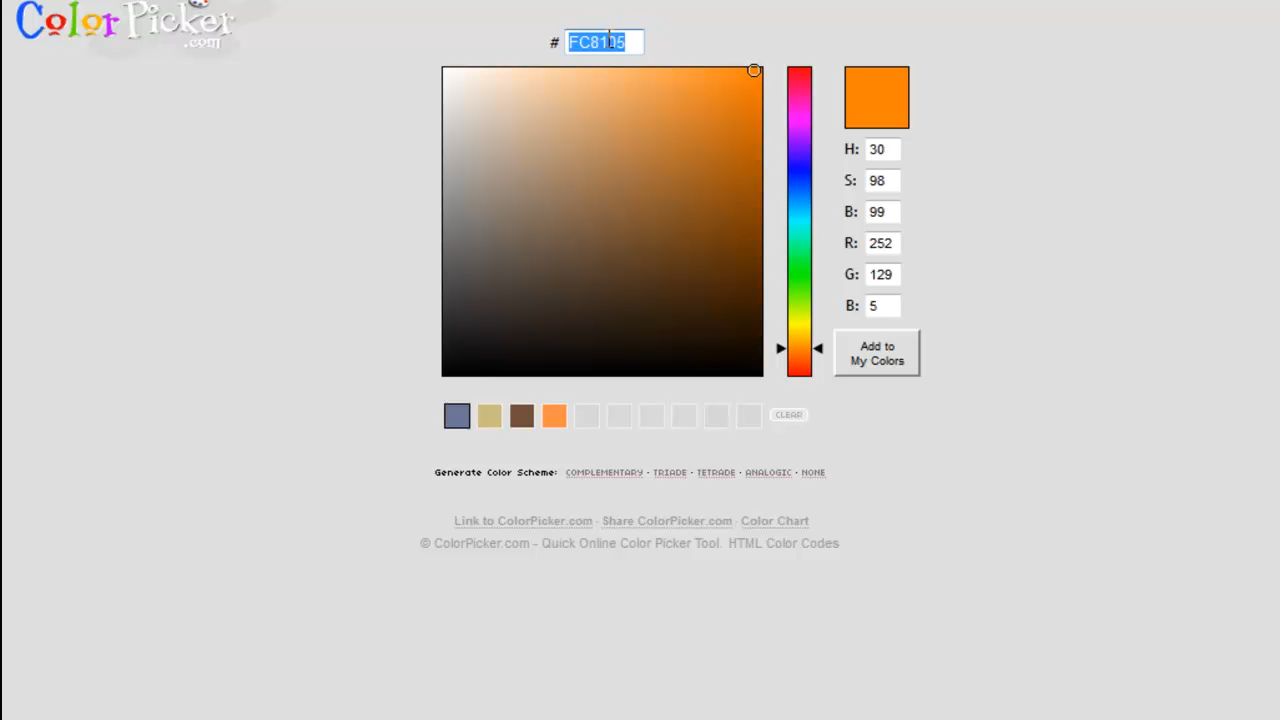 Color Picker
.com
# FC8105
H: 30
S: 98
B: 99
R: 252
G: 129
B: 5
Add to
My Colors
CLEAR
Generate Color Scheme: COMPLEMENTARY · TRIADE · TETRADE · ANALOGIC · NONE
Link to ColorPicker.com · Share ColorPicker.com · Color Chart
© ColorPicker.com - Quick Online Color Picker Tool. HTML Color Codes